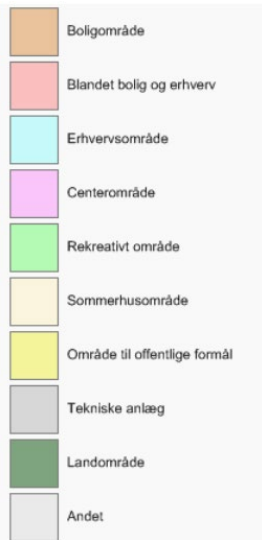 Boligområde
Blandet bolig og erhverv
Erhvervsområde
Centerområde
Rekreativt område
Sommerhusområde
Område til offentlige formål
Tekniske anlæg
Landområde
Andet